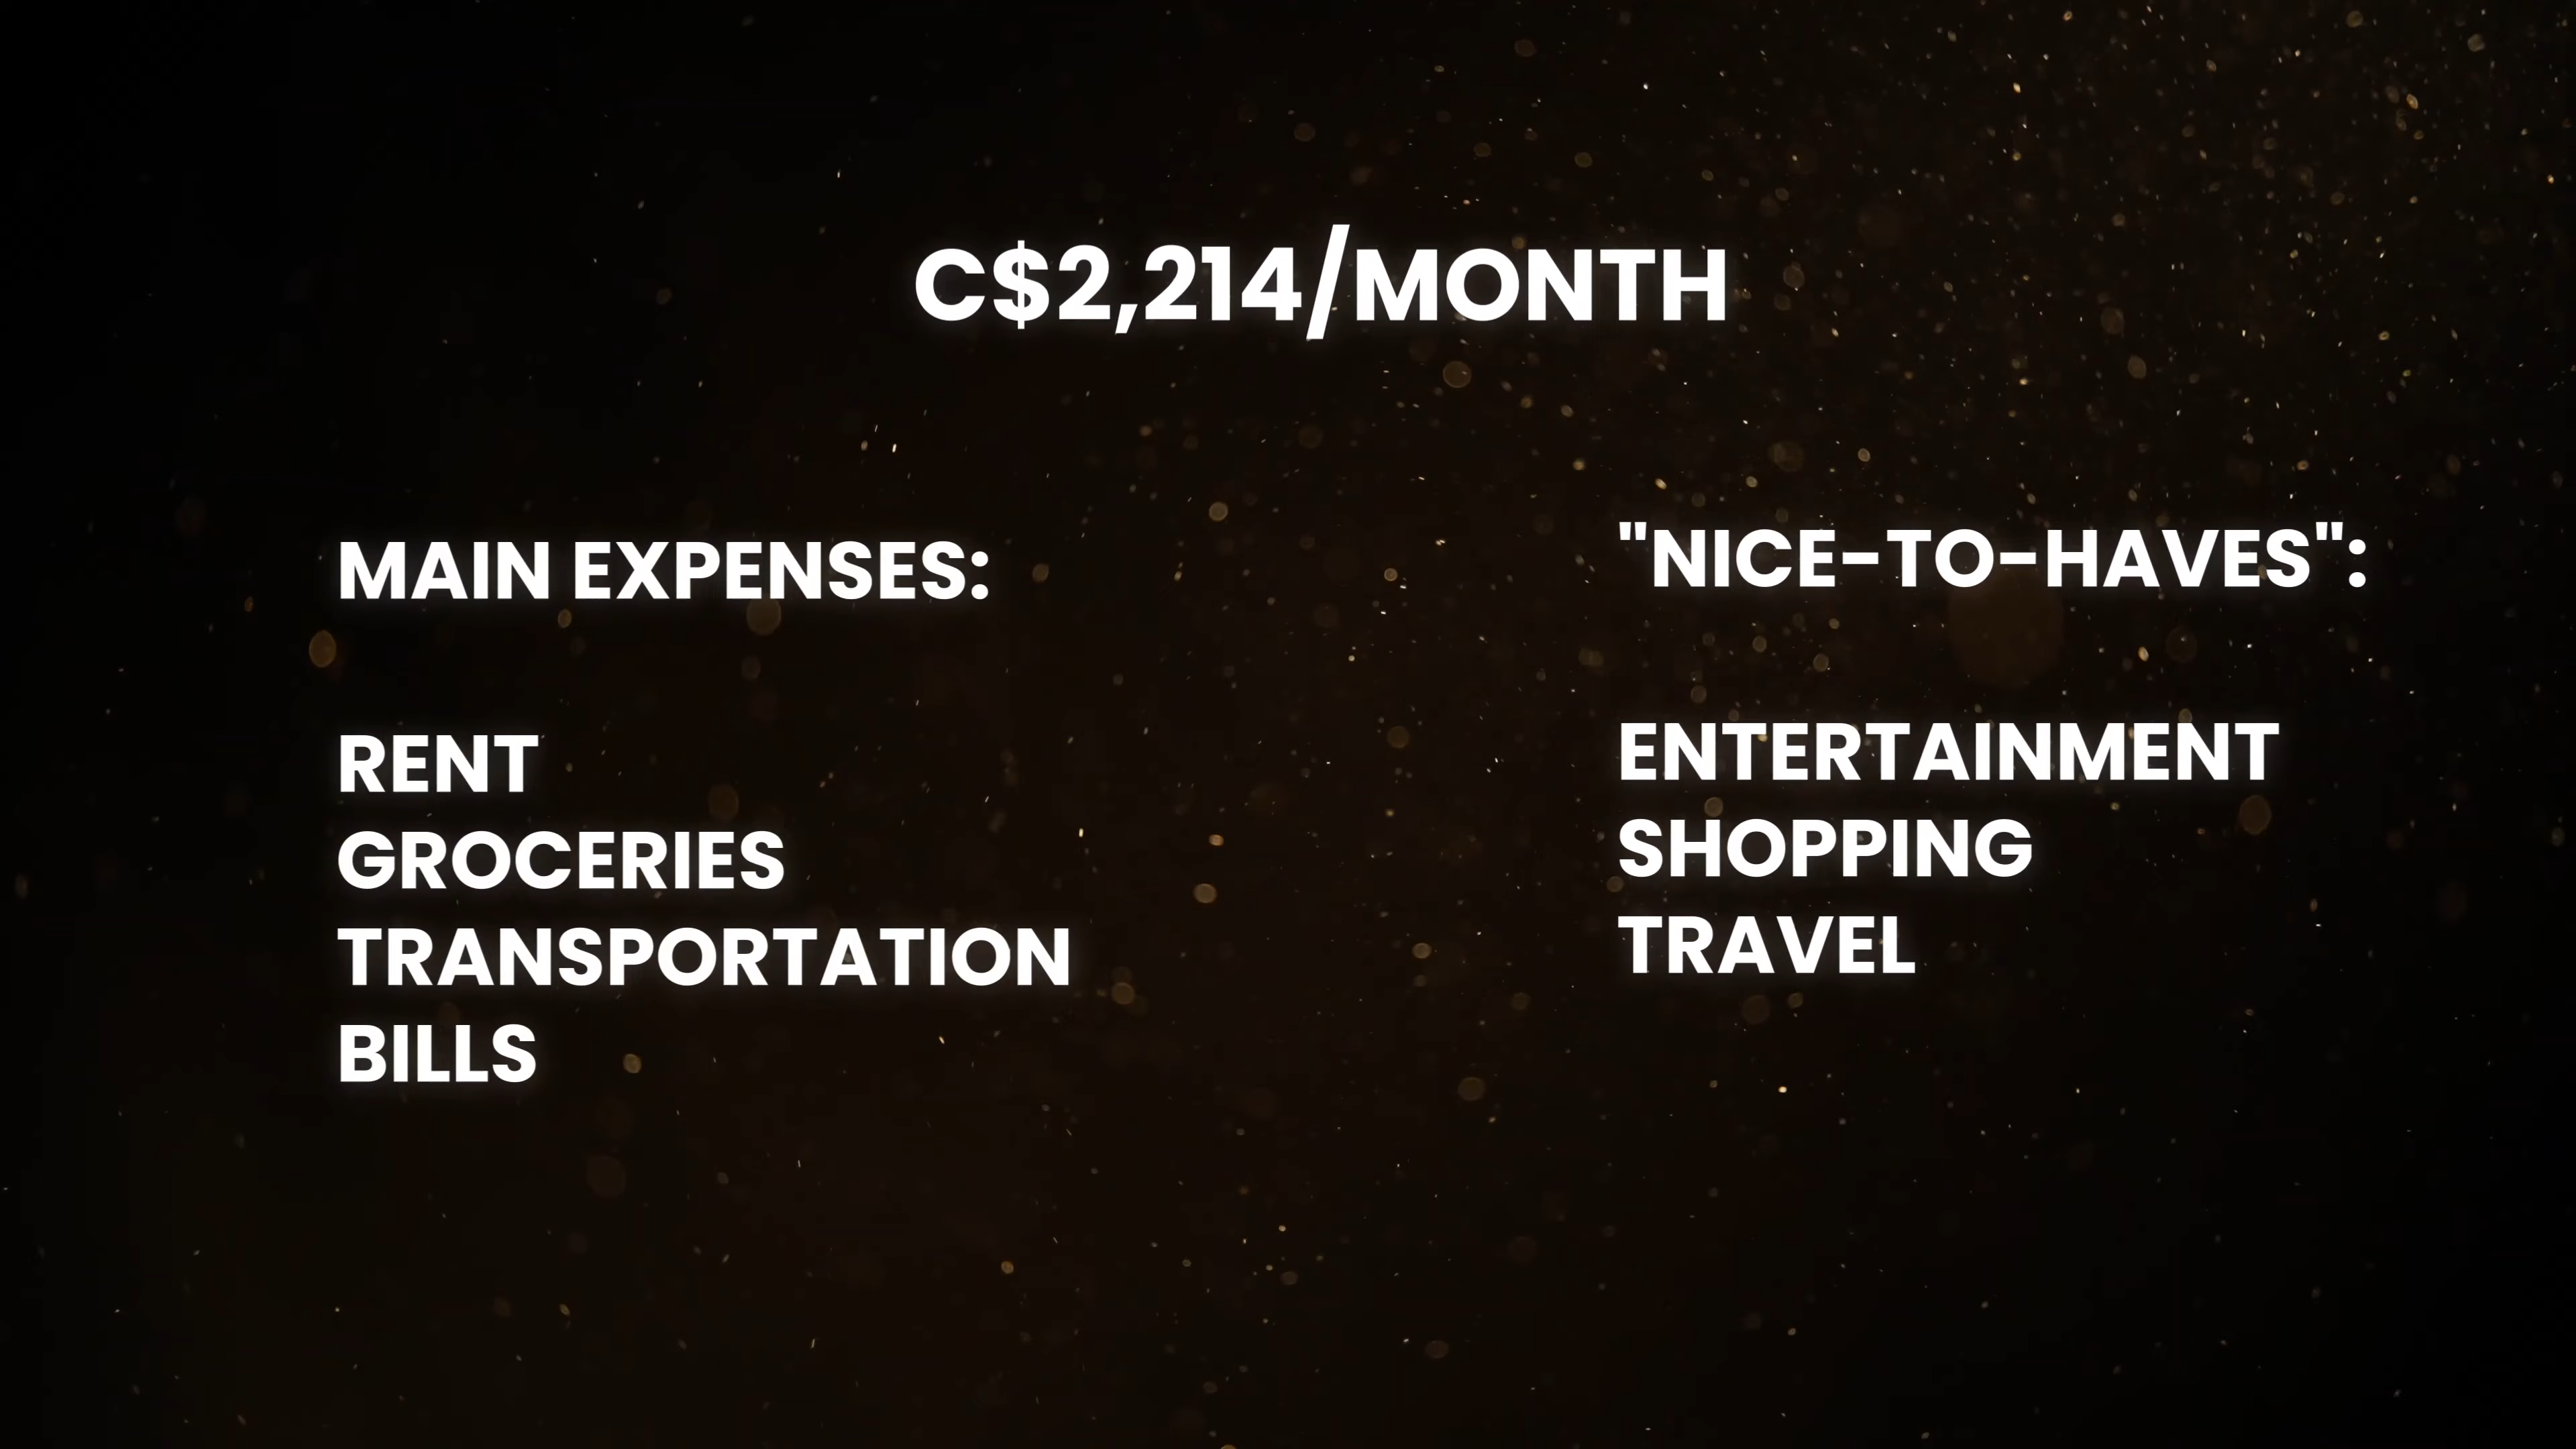 C$2,214/MONTH
MAIN EXPENSES:
RENT
GROCERIES
TRANSPORTATION
BILLS
"NICE-TO-HAVES":
ENTERTAINMENT
SHOPPING
TRAVEL